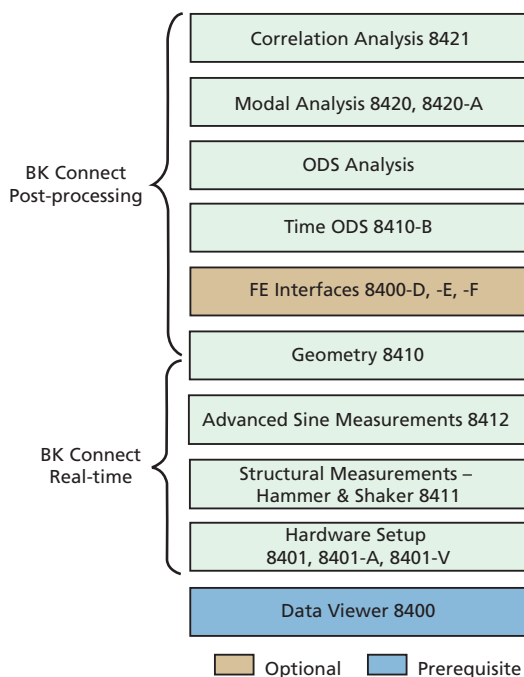 Correlation Analysis 8421
Modal Analysis 8420, 8420-A
BK Connect
Post-processing
ODS Analysis
Time ODS 8410-B
FE Interfaces 8400-D, -E, -F
Geometry 8410
Advanced Sine Measurements 8412
BK Connect
Real-time
Structural Measurements –
Hammer & Shaker 8411
Hardware Setup
8401, 8401-A, 8401-V
Data Viewer 8400
Optional
Prerequisite